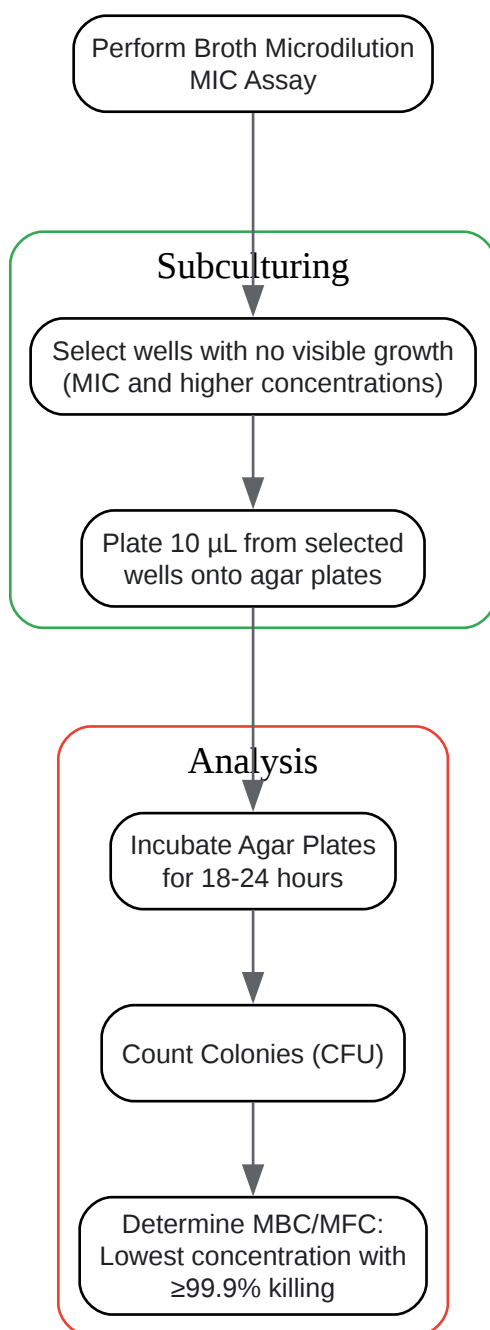 Perform Broth Microdilution
MIC Assay
Subculturing
Select wells with no visible growth
(MIC and higher concentrations)
Plate 10 µL from selected
wells onto agar plates
Analysis
Incubate Agar Plates
for 18-24 hours
Count Colonies (CFU)
Determine MBC/MFC:
Lowest concentration with
≥99.9% killing